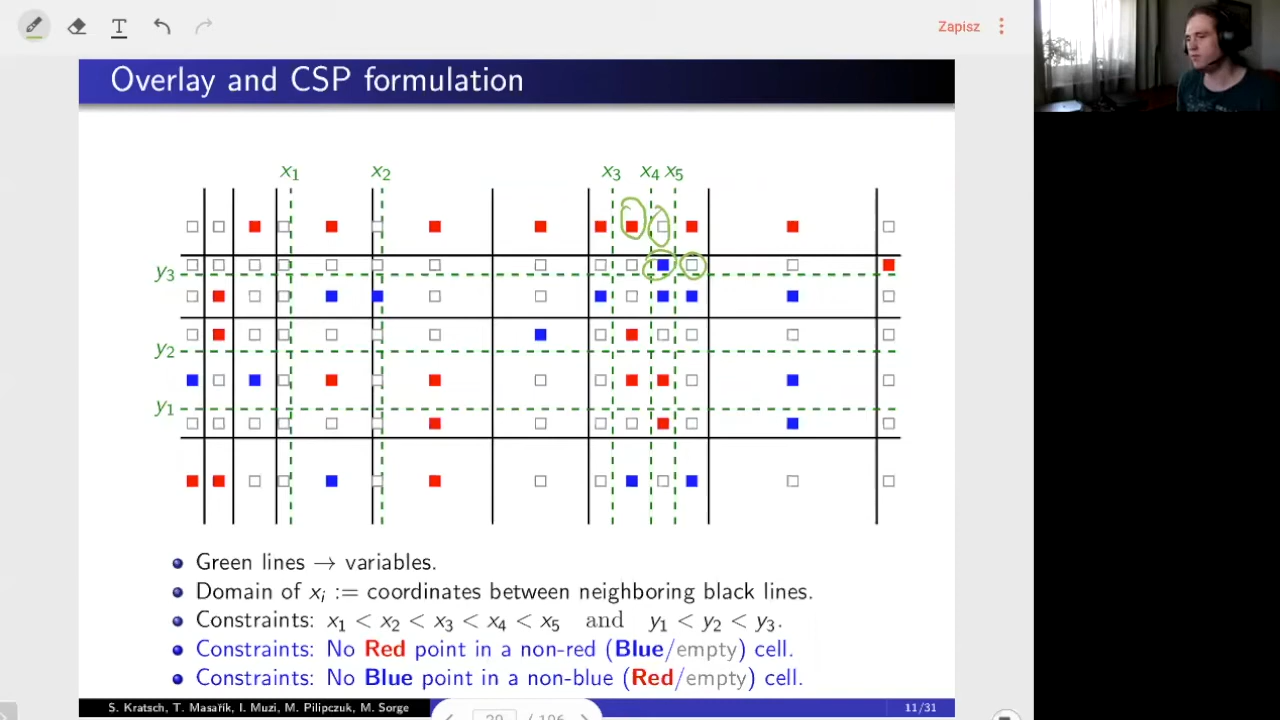 Zapisz
Overlay and CSP formulation
x₁ x₂ x₃ x₄ x₅
y₃
y₂
y₁
Green lines → variables.
Domain of xᵢ := coordinates between neighboring black lines.
Constraints: x₁ < x₂ < x₃ < x₄ < x₅ and y₁ < y₂ < y₃.
Constraints: No Red point in a non-red (Blue/empty) cell.
Constraints: No Blue point in a non-blue (Red/empty) cell.
S. Kratsch, T. Masařík, I. Muzi, M. Pilipczuk, M. Sorge 11/31